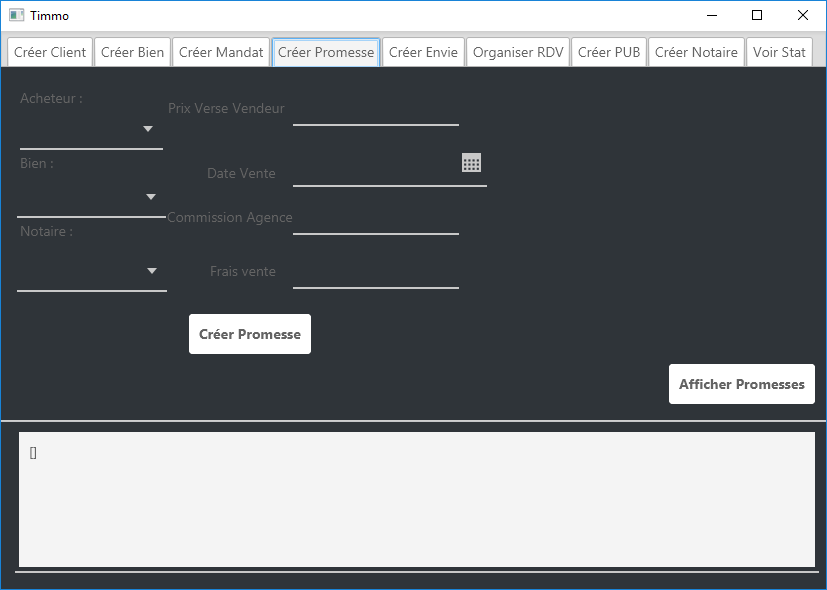 Timmo
Créer Client Créer Bien Créer Mandat Créer Promesse Créer Envie Organiser RDV Créer PUB Créer Notaire Voir Stat
Acheteur :
Prix Verse Vendeur
Bien :
Date Vente
Commission Agence
Notaire :
Frais vente
Créer Promesse
Afficher Promesses
[]